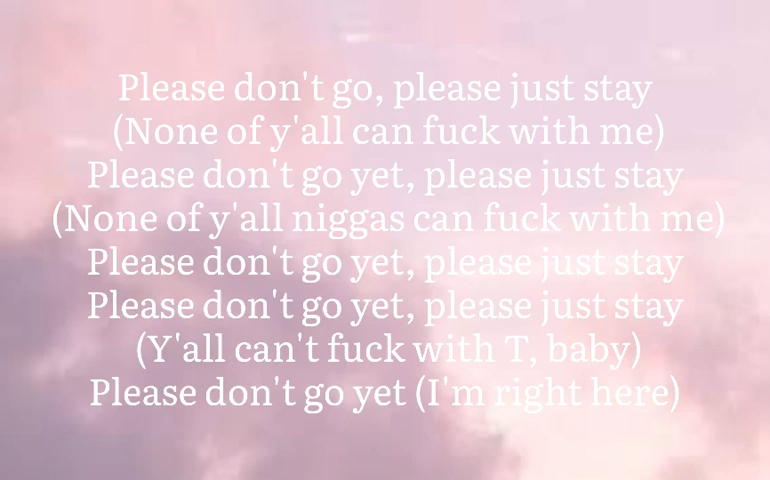 Please don't go, please just stay
(None of y'all can fuck with me)
Please don't go yet, please just stay
(None of y'all niggas can fuck with me)
Please don't go yet, please just stay
Please don't go yet, please just stay
(Y'all can't fuck with T, baby)
Please don't go yet (I'm right here)